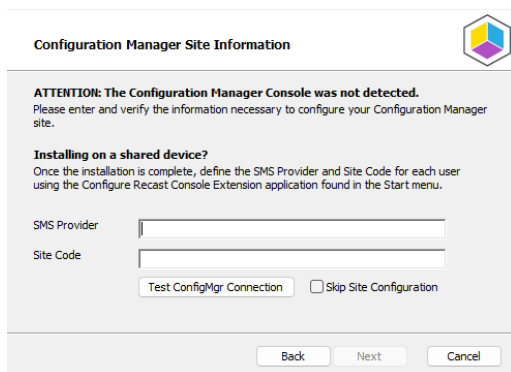 Configuration Manager Site Information
ATTENTION: The Configuration Manager Console was not detected.
Please enter and verify the information necessary to configure your Configuration Manager
site.
Installing on a shared device?
Once the installation is complete, define the SMS Provider and Site Code for each user
using the Configure Recast Console Extension application found in the Start menu.
SMS Provider
Site Code
Test ConfigMgr Connection
Skip Site Configuration
Back
Next
Cancel